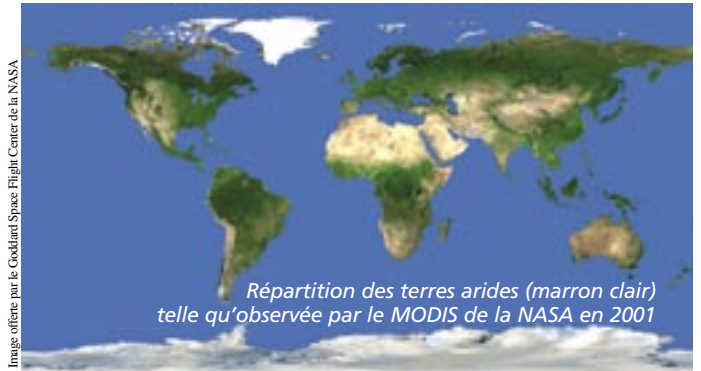 Image offerte par le Goddard Space Flight Center de la NASA
Répartition des terres arides (marron clair)
telle qu'observée par le MODIS de la NASA en 2001